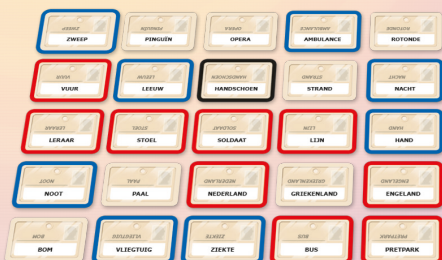 ZWEEP PINGUÏN OPERA AMBULANCE ROTONDE
VUUR LEEUW HANDSCHOEN STRAND NACHT
LERAAR STOEL SOLDAAT LIJN HAND
NOOT PAAL NEDERLAND GRIEKENLAND ENGELAND
BOM VLIEGTUIG ZIEKTE BUS PRETPARK